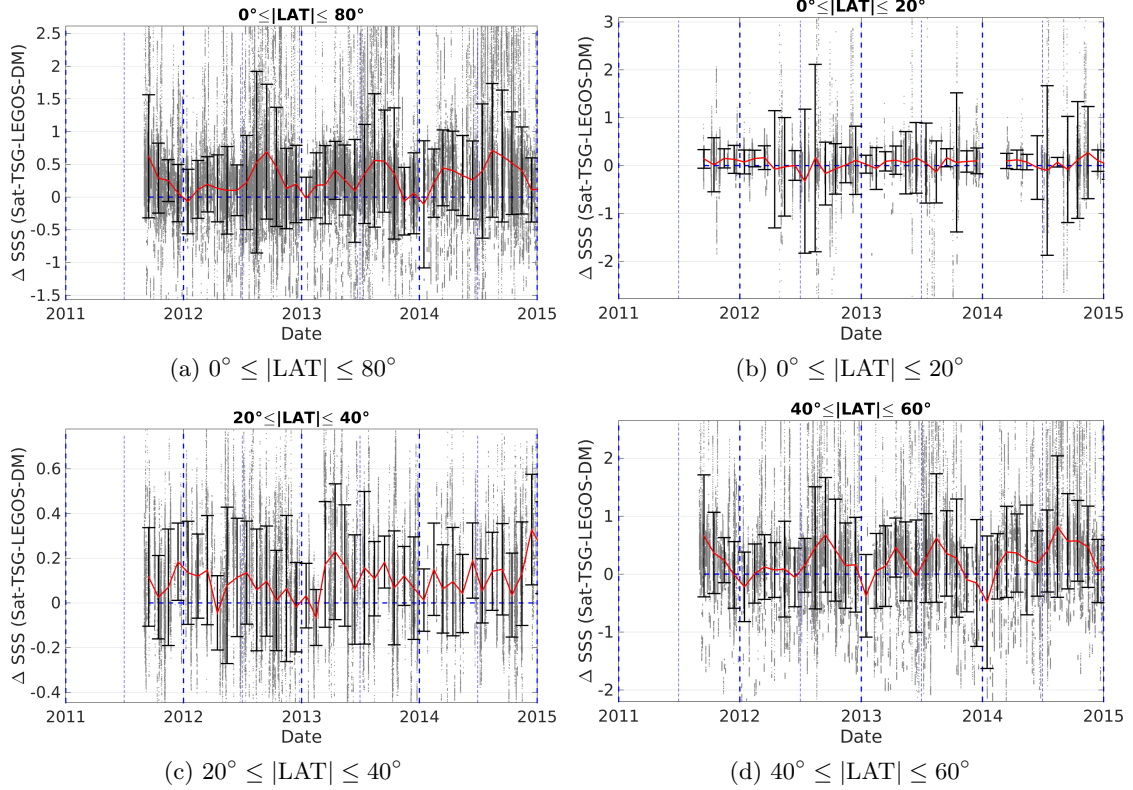 0°≤|LAT|≤ 80°
Δ SSS (Sat-TSG-LEGOS-DM)
2.5
2
1.5
1
0.5
0
-0.5
-1
-1.5
2011 2012 2013 2014 2015
Date
(a) 0° ≤ |LAT| ≤ 80°
0°≤|LAT|≤ 20°
Δ SSS (Sat-TSG-LEGOS-DM)
3
2
1
0
-1
-2
2011 2012 2013 2014 2015
Date
(b) 0° ≤ |LAT| ≤ 20°
20°≤|LAT|≤ 40°
Δ SSS (Sat-TSG-LEGOS-DM)
0.6
0.4
0.2
0
-0.2
-0.4
2011 2012 2013 2014 2015
Date
(c) 20° ≤ |LAT| ≤ 40°
40°≤|LAT|≤ 60°
Δ SSS (Sat-TSG-LEGOS-DM)
2
1
0
-1
-2
2011 2012 2013 2014 2015
Date
(d) 40° ≤ |LAT| ≤ 60°